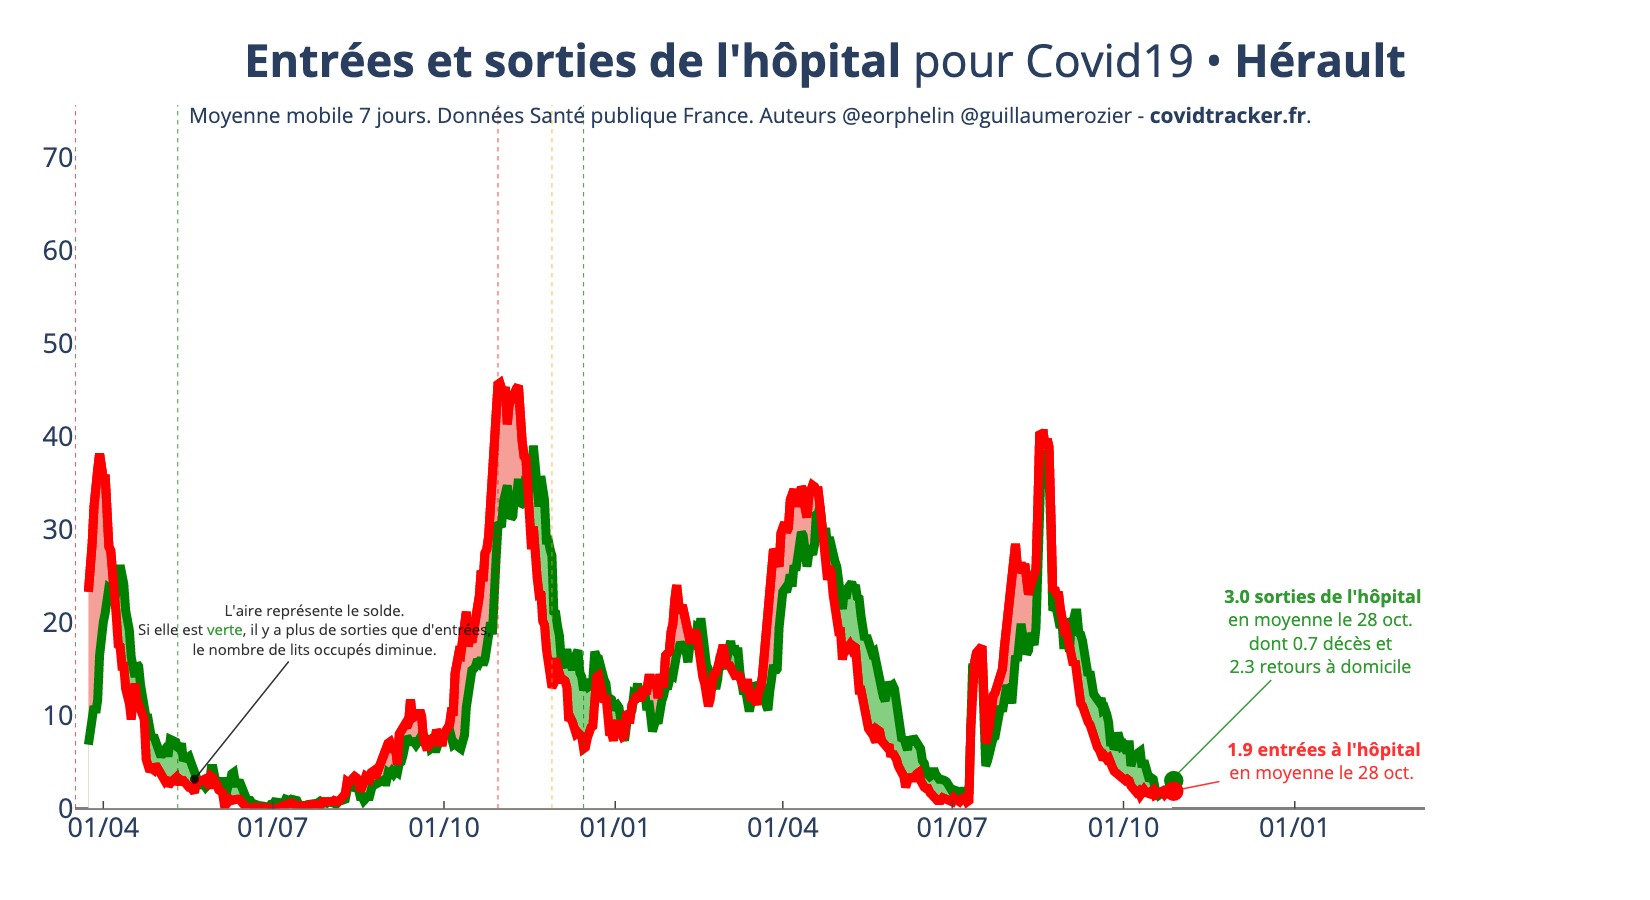 Entrées et sorties de l'hôpital pour Covid19 • Hérault
Moyenne mobile 7 jours. Données Santé publique France. Auteurs @eorphelin @guillaumerozier - covidtracker.fr.
70
60
50
40
30
20
10
0
L'aire représente le solde.
Si elle est verte, il y a plus de sorties que d'entrées,
le nombre de lits occupés diminue.
3.0 sorties de l'hôpital
en moyenne le 28 oct.
dont 0.7 décès et
2.3 retours à domicile
1.9 entrées à l'hôpital
en moyenne le 28 oct.
01/04 01/07 01/10 01/01 01/04 01/07 01/10 01/01